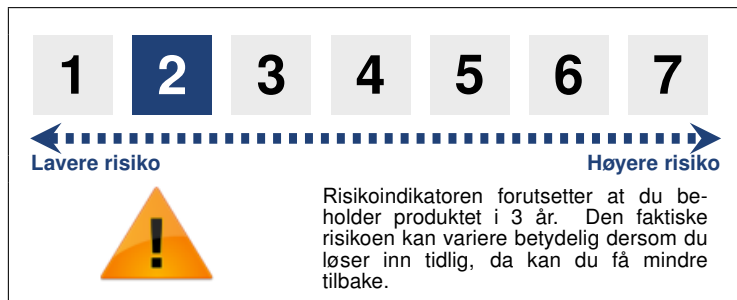 1 2 3 4 5 6 7
Lavere risiko Høyere risiko
!
Risikoindikatoren forutsetter at du be-
holder produktet i 3 år. Den faktiske
risikoen kan variere betydelig dersom du
løser inn tidlig, da kan du få mindre
tilbake.